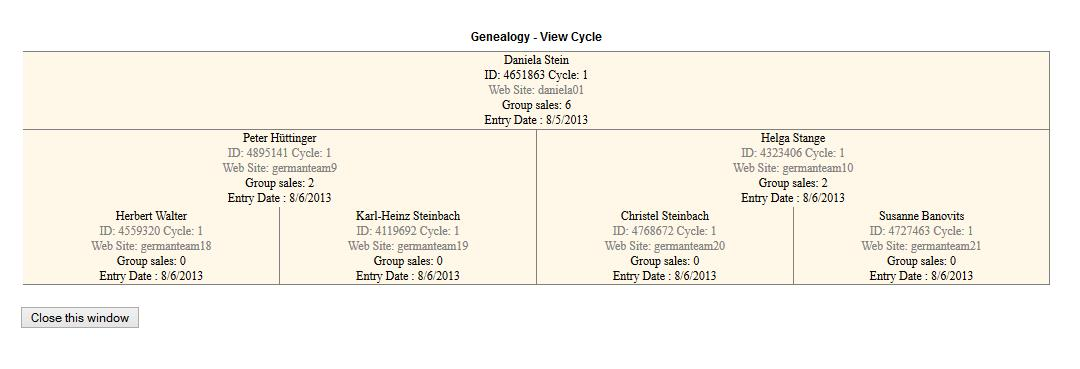 Genealogy - View Cycle
Daniela Stein
ID: 4651863 Cycle: 1
Web Site: daniela01
Group sales: 6
Entry Date : 8/5/2013
Peter Hüttinger
ID: 4895141 Cycle: 1
Web Site: germanteam9
Group sales: 2
Entry Date : 8/6/2013
Helga Stange
ID: 4323406 Cycle: 1
Web Site: germanteam10
Group sales: 2
Entry Date : 8/6/2013
Herbert Walter
ID: 4559320 Cycle: 1
Web Site: germanteam18
Group sales: 0
Entry Date : 8/6/2013
Karl-Heinz Steinbach
ID: 4119692 Cycle: 1
Web Site: germanteam19
Group sales: 0
Entry Date : 8/6/2013
Christel Steinbach
ID: 4768672 Cycle: 1
Web Site: germanteam20
Group sales: 0
Entry Date : 8/6/2013
Susanne Banovits
ID: 4727463 Cycle: 1
Web Site: germanteam21
Group sales: 0
Entry Date : 8/6/2013
Close this window